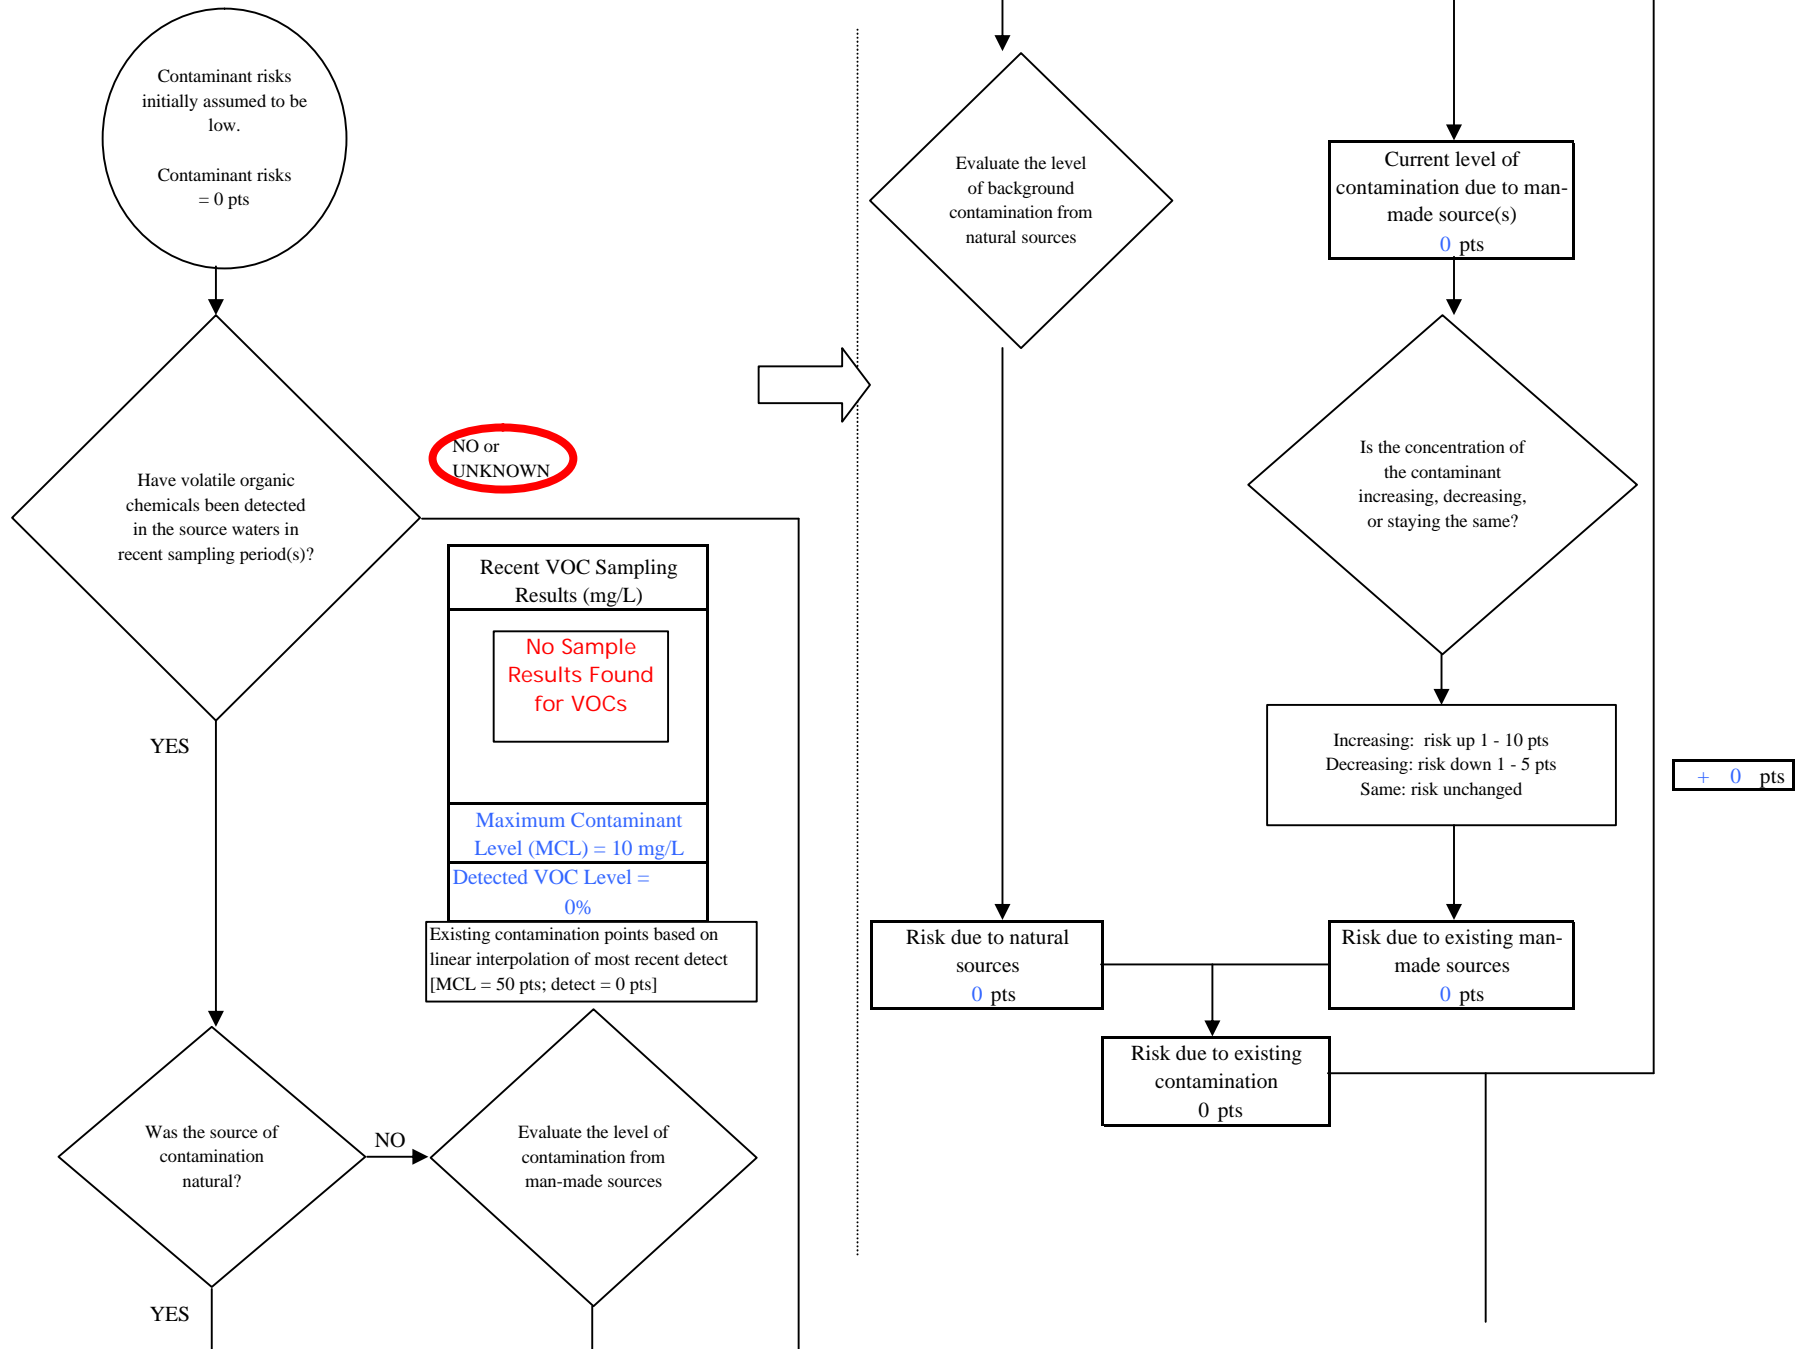 Contaminant risks
initially assumed to be
low.
Contaminant risks
= 0 pts
Have volatile organic
chemicals been detected
in the source waters in
recent sampling period(s)?
NO or
UNKNOWN
YES
Recent VOC Sampling
Results (mg/L)
No Sample
Results Found
for VOCs
Maximum Contaminant
Level (MCL) = 10 mg/L
Detected VOC Level =
0%
Existing contamination points based on
linear interpolation of most recent detect
[MCL = 50 pts; detect = 0 pts]
Was the source of
contamination
natural?
NO
Evaluate the level of
contamination from
man-made sources
YES
Evaluate the level
of background
contamination from
natural sources
Current level of
contamination due to man-
made source(s)
0 pts
Is the concentration of
the contaminant
increasing, decreasing,
or staying the same?
Increasing: risk up 1 - 10 pts
Decreasing: risk down 1 - 5 pts
Same: risk unchanged
+ 0 pts
Risk due to natural
sources
0 pts
Risk due to existing man-
made sources
0 pts
Risk due to existing
contamination
0 pts